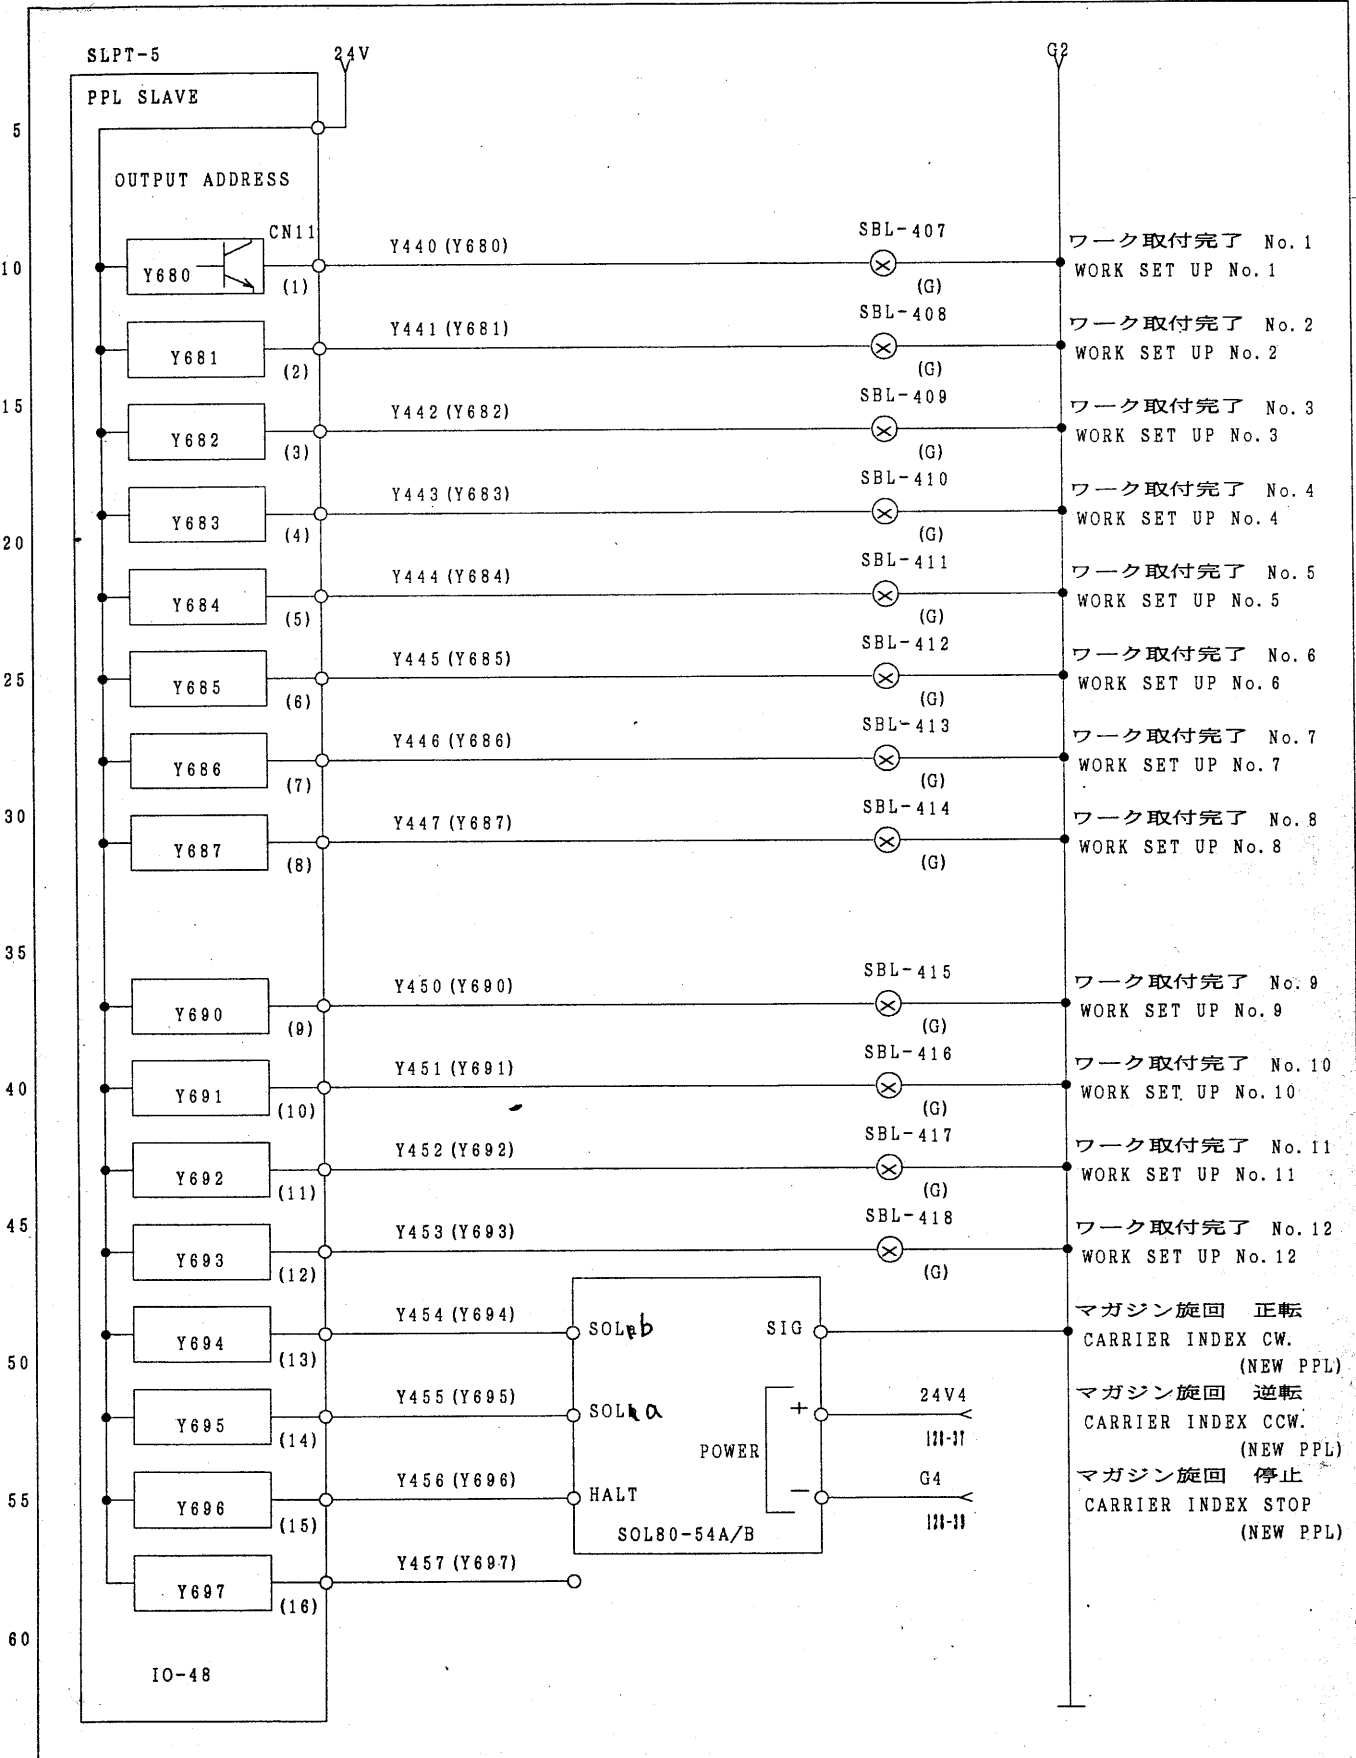 SLPT-5 24V G2
PPL SLAVE
5
OUTPUT ADDRESS
CN11 Y440(Y680) SBL-407 ワーク取付完了 No.1
10 Y680 (1) (G) WORK SET UP No.1
Y441(Y681) SBL-408 ワーク取付完了 No.2
Y681 (2) (G) WORK SET UP No.2
15 Y442(Y682) SBL-409 ワーク取付完了 No.3
Y682 (3) (G) WORK SET UP No.3
Y443(Y683) SBL-410 ワーク取付完了 No.4
20 Y683 (4) (G) WORK SET UP No.4
Y444(Y684) SBL-411 ワーク取付完了 No.5
Y684 (5) (G) WORK SET UP No.5
25 Y445(Y685) SBL-412 ワーク取付完了 No.6
Y685 (6) (G) WORK SET UP No.6
Y446(Y686) SBL-413 ワーク取付完了 No.7
Y686 (7) (G) WORK SET UP No.7
30 Y447(Y687) SBL-414 ワーク取付完了 No.8
Y687 (8) (G) WORK SET UP No.8
35
Y450(Y690) SBL-415 ワーク取付完了 No.9
Y690 (9) (G) WORK SET UP No.9
40 Y451(Y691) SBL-416 ワーク取付完了 No.10
Y691 (10) (G) WORK SET UP No.10
Y452(Y692) SBL-417 ワーク取付完了 No.11
Y692 (11) (G) WORK SET UP No.11
45 Y453(Y693) SBL-418 ワーク取付完了 No.12
Y693 (12) (G) WORK SET UP No.12
Y454(Y694) SOL b SIG マガジン旋回 正転
50 Y694 (13) CARRIER INDEX CW.
(NEW PPL)
Y455(Y695) SOL a + 24V4 マガジン旋回 逆転
Y695 (14) CARRIER INDEX CCW.
POWER (NEW PPL)
55 Y456(Y696) HALT − G4 マガジン旋回 停止
Y696 (15) CARRIER INDEX STOP
SOL80-54A/B (NEW PPL)
Y457(Y697)
Y697 (16)
60
IO-48